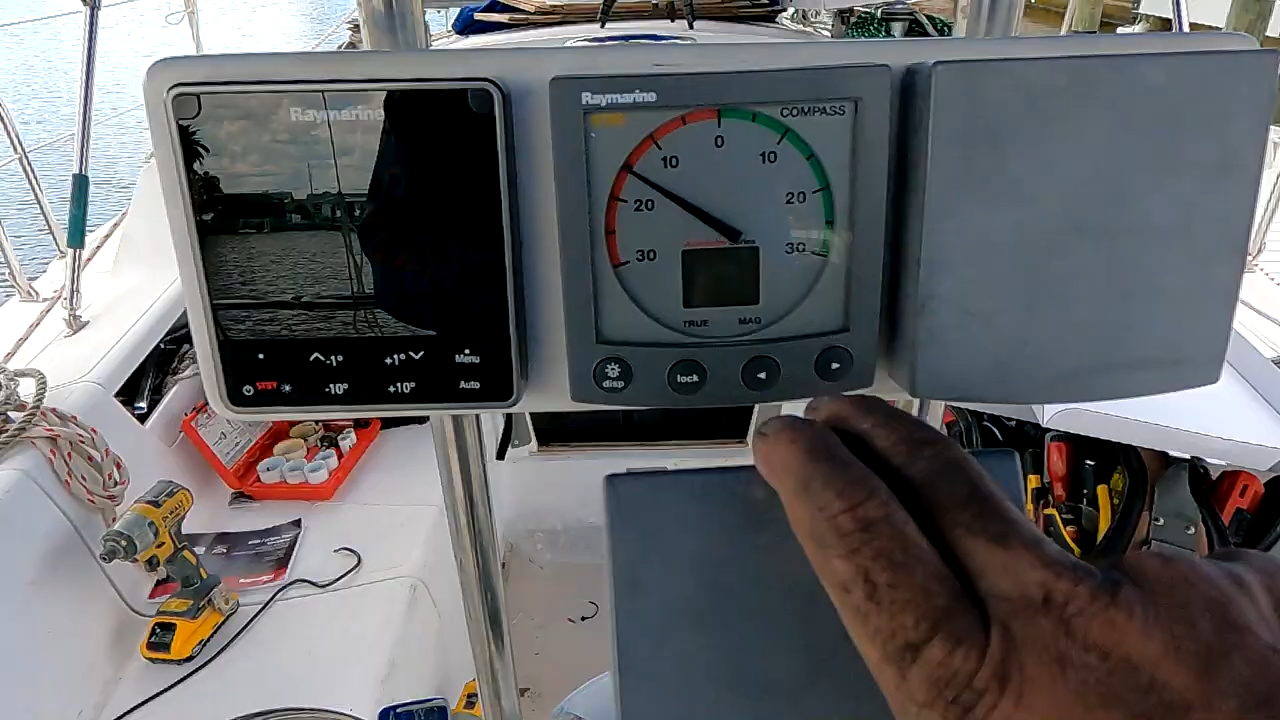 Raymarine
-1° +1° Menu
STBY -10° +10° Auto
Raymarine
COMPASS
0
10 10
20 20
30 30
TRUE MAG
disp lock